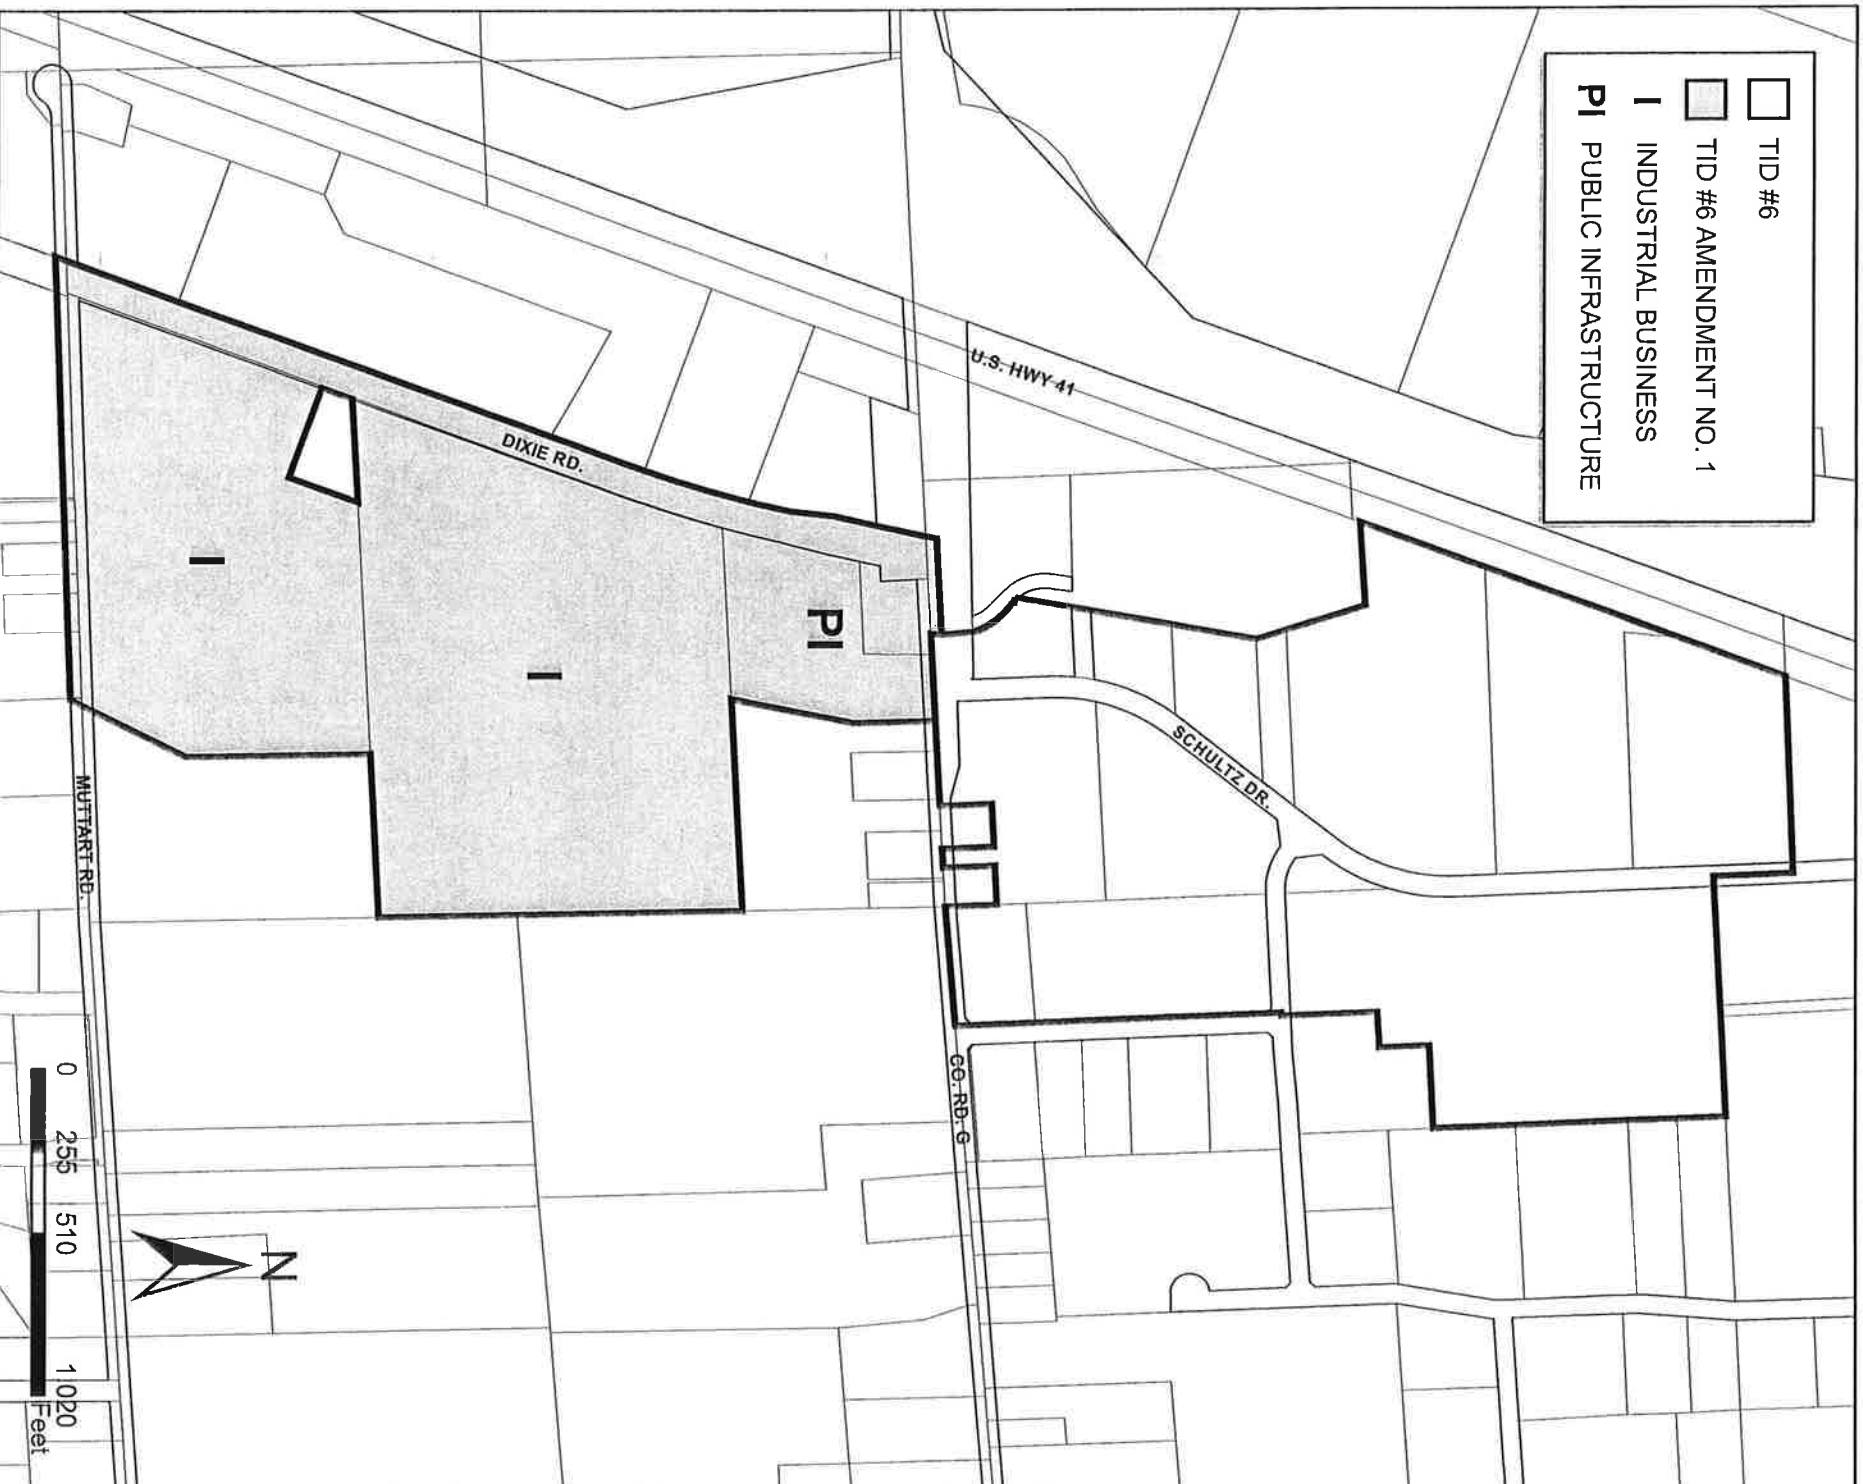 TID #6
TID #6 AMENDMENT NO. 1
I INDUSTRIAL BUSINESS
PI PUBLIC INFRASTRUCTURE
U.S. HWY 41
DIXIE RD.
SCHULTZ DR.
PI
I
I
MUTTART RD.
CO. RD. G
N
0 255 510 1,020
Feet